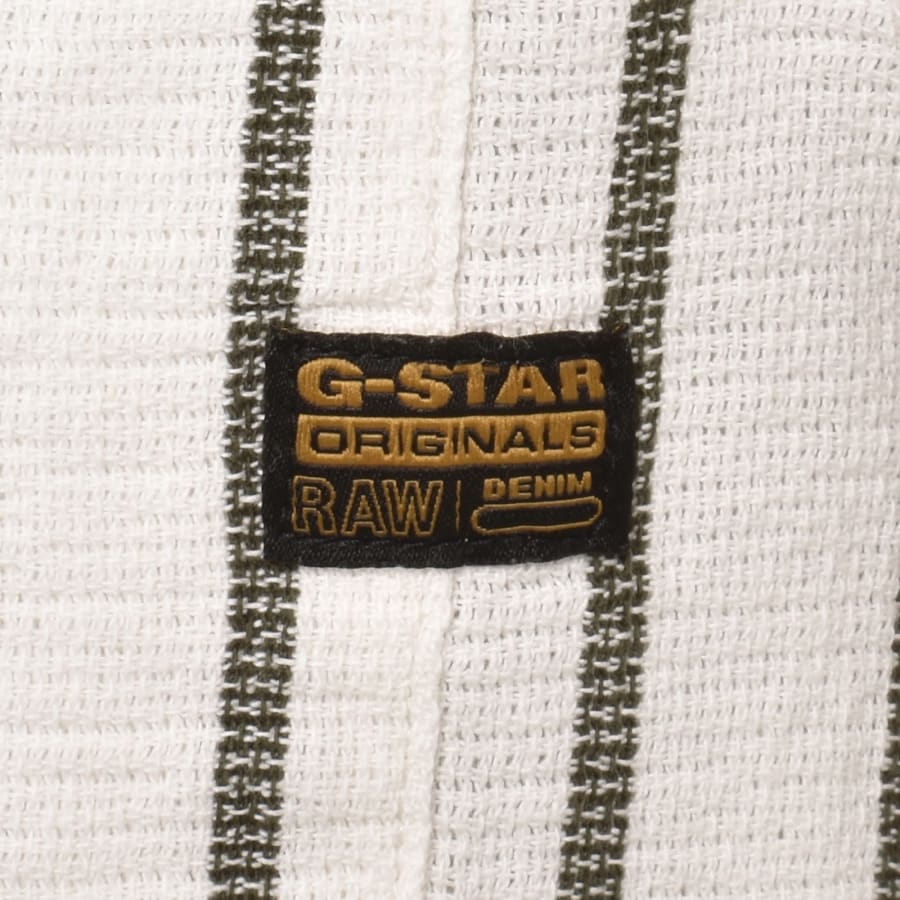 G-STAR
ORIGINALS
RAW | DENIM